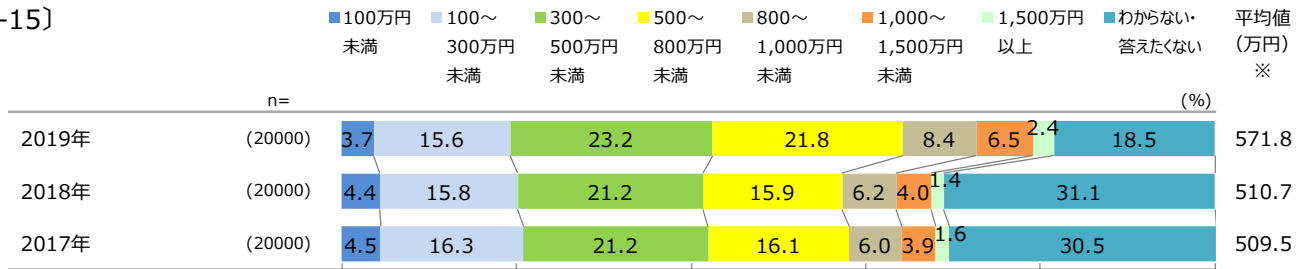 -15〕
■100万円未満 ■100～300万円未満 ■300～500万円未満 ■500～800万円未満 ■800～1,000万円未満 ■1,000～1,500万円未満 ■1,500万円以上 ■わからない・答えたくない 平均値(万円)※
n= (%)
2019年 (20000) 3.7 15.6 23.2 21.8 8.4 6.5 2.4 18.5 571.8
2018年 (20000) 4.4 15.8 21.2 15.9 6.2 4.0 1.4 31.1 510.7
2017年 (20000) 4.5 16.3 21.2 16.1 6.0 3.9 1.6 30.5 509.5